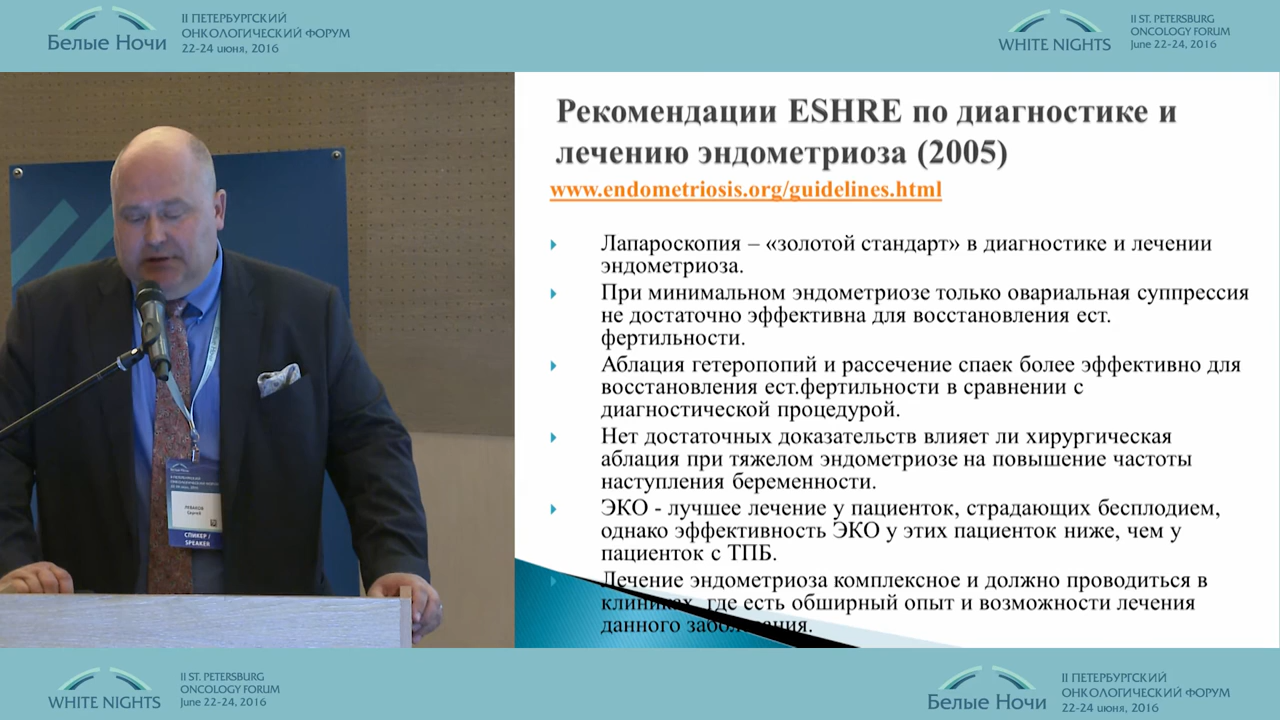 Белые Ночи
II ПЕТЕРБУРГСКИЙ
ОНКОЛОГИЧЕСКИЙ ФОРУМ
22-24 июня, 2016
WHITE NIGHTS
II ST. PETERSBURG
ONCOLOGY FORUM
June 22-24, 2016
Рекомендации ESHRE по диагностике и
лечению эндометриоза (2005)
www.endometriosis.org/guidelines.html
Лапароскопия – «золотой стандарт» в диагностике и лечении
эндометриоза.
При минимальном эндометриозе только овариальная суппрессия
не достаточно эффективна для восстановления ест.
фертильности.
Аблация гетеропопий и рассечение спаек более эффективно для
восстановления ест.фертильности в сравнении с
диагностической процедурой.
Нет достаточных доказательств влияет ли хирургическая
аблация при тяжелом эндометриозе на повышение частоты
наступления беременности.
ЭКО - лучшее лечение у пациенток, страдающих бесплодием,
однако эффективность ЭКО у этих пациенток ниже, чем у
пациенток с ТПБ.
Лечение эндометриоза комплексное и должно проводиться в
клиниках, где есть обширный опыт и возможности лечения
данного заболевания.
ЛЕВАКОВ
Сергей
СПИКЕР /
SPEAKER
WHITE NIGHTS
II ST. PETERSBURG
ONCOLOGY FORUM
June 22-24, 2016
Белые Ночи
II ПЕТЕРБУРГСКИЙ
ОНКОЛОГИЧЕСКИЙ ФОРУМ
22-24 июня, 2016